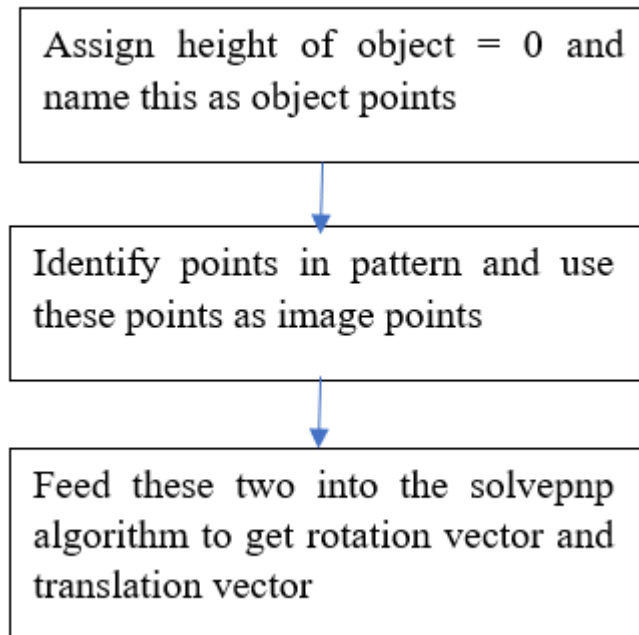 Assign height of object = 0 and
name this as object points
Identify points in pattern and use
these points as image points
Feed these two into the solvepnp
algorithm to get rotation vector and
translation vector